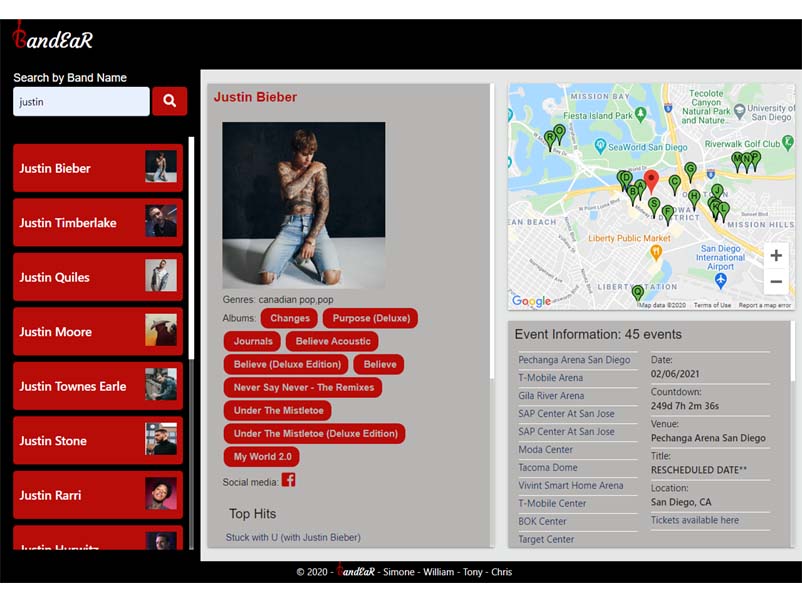 BandEaR
Search by Band Name
justin
Justin Bieber
Justin Timberlake
Justin Quiles
Justin Moore
Justin Townes Earle
Justin Stone
Justin Rarri
Justin Hurwitz
Justin Bieber
Genres: canadian pop,pop
Albums: Changes Purpose (Deluxe)
Journals Believe Acoustic
Believe (Deluxe Edition) Believe
Never Say Never - The Remixes
Under The Mistletoe
Under The Mistletoe (Deluxe Edition)
My World 2.0
Social media:
Top Hits
Stuck with U (with Justin Bieber)
MISSION BAY
Tecolote
Canyon
Natural Park
and Nature...
University of
San Diego
Fiesta Island Park
SeaWorld San Diego
Riverwalk Golf Club
R O
M N P
G
D
B A
C
J
H
S
F
K L
EAN BEACH
DISTRICT
MISSION HILLS
Liberty Public Market
San Diego
International
Airport
LIBERTY STATION
Q
+
−
Google
Map data ©2020 Terms of Use Report a map error
Event Information: 45 events
Pechanga Arena San Diego
T-Mobile Arena
Gila River Arena
SAP Center At San Jose
SAP Center At San Jose
Moda Center
Tacoma Dome
Vivint Smart Home Arena
T-Mobile Center
BOK Center
Target Center
Date:
02/06/2021
Countdown:
249d 7h 2m 36s
Venue:
Pechanga Arena San Diego
Title:
RESCHEDULED DATE**
Location:
San Diego, CA
Tickets available here
© 2020 - BandEaR - Simone - William - Tony - Chris